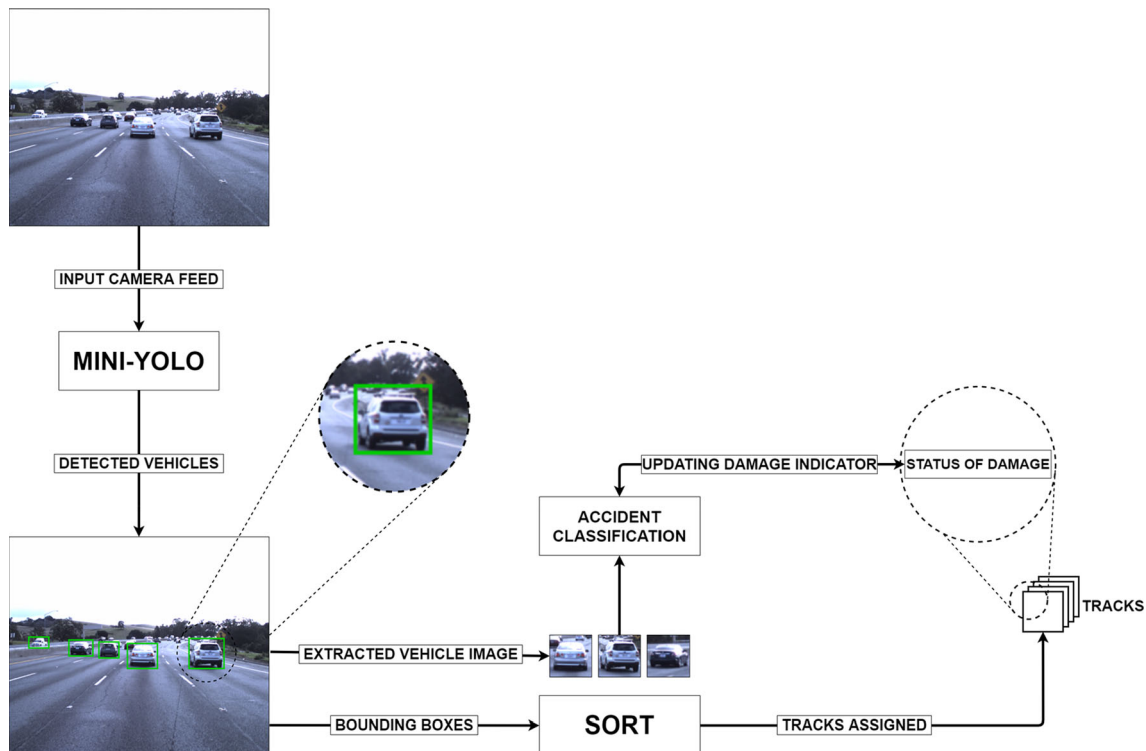 INPUT CAMERA FEED
MINI-YOLO
DETECTED VEHICLES
UPDATING DAMAGE INDICATOR
STATUS OF DAMAGE
ACCIDENT
CLASSIFICATION
TRACKS
EXTRACTED VEHICLE IMAGE
BOUNDING BOXES
SORT
TRACKS ASSIGNED